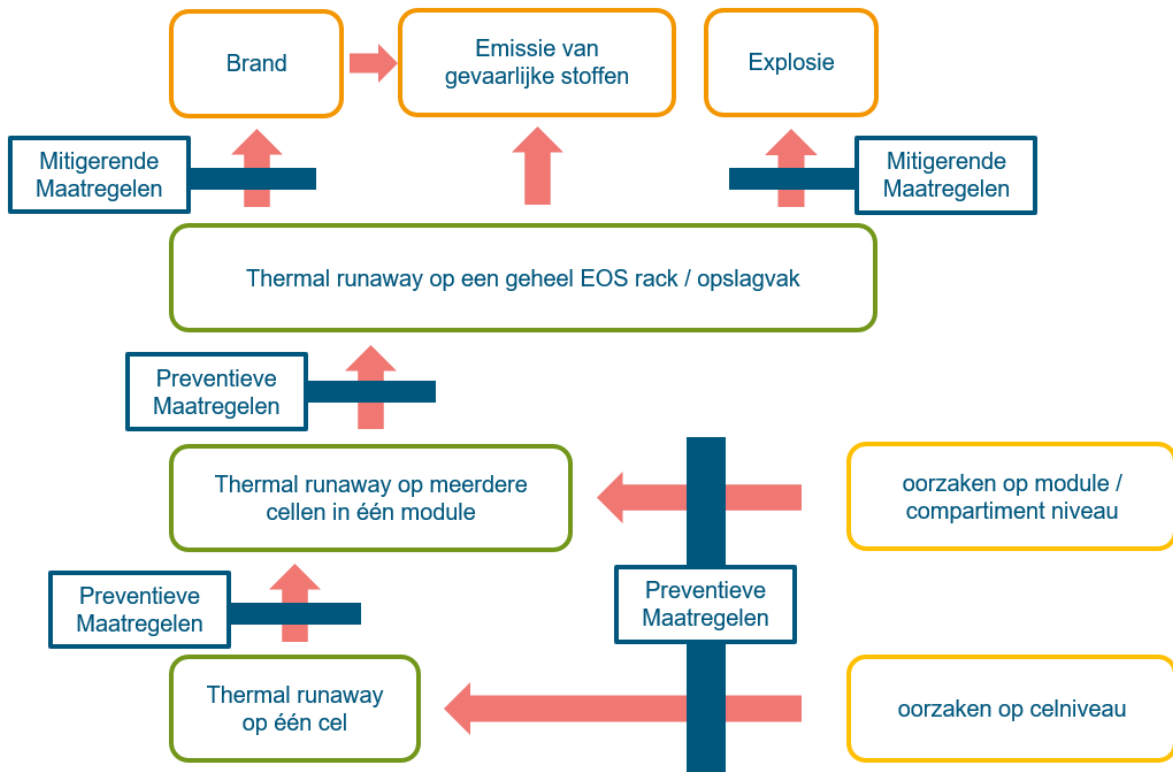 Brand
Emissie van
gevaarlijke stoffen
Explosie
Mitigerende
Maatregelen
Mitigerende
Maatregelen
Thermal runaway op een geheel EOS rack / opslagvak
Preventieve
Maatregelen
Thermal runaway op meerdere
cellen in één module
oorzaken op module /
compartiment niveau
Preventieve
Maatregelen
Preventieve
Maatregelen
Thermal runaway
op één cel
oorzaken op celniveau